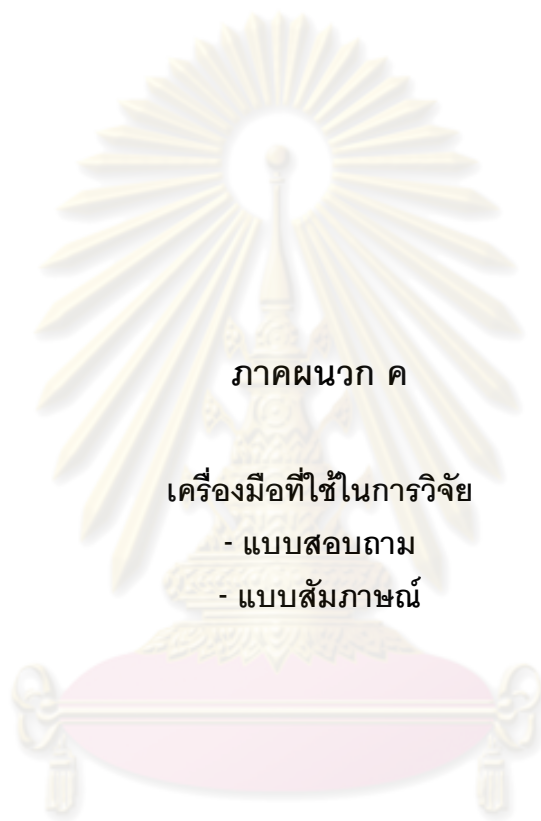 ภาคผนวก ค
เครื่องมือที่ใช้ในการวิจัย
- แบบสอบถาม
- แบบสัมภาษณ์